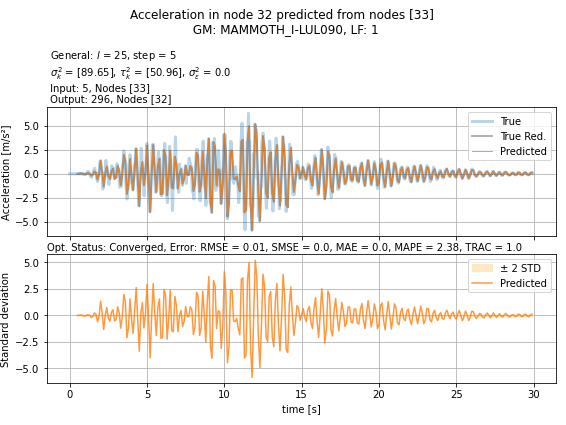 Acceleration in node 32 predicted from nodes [33]
GM: MAMMOTH_I-LUL090, LF: 1
General: l = 25, step = 5
σ²ₖ = [89.65], τ²ₖ = [50.96], σ²ε = 0.0
Input: 5, Nodes [33]
Output: 296, Nodes [32]
Acceleration [m/s²]
5.0
2.5
0.0
−2.5
−5.0
True
True Red.
Predicted
Opt. Status: Converged, Error: RMSE = 0.01, SMSE = 0.0, MAE = 0.0, MAPE = 2.38, TRAC = 1.0
Standard deviation
5.0
2.5
0.0
−2.5
−5.0
± 2 STD
Predicted
0 5 10 15 20 25 30
time [s]